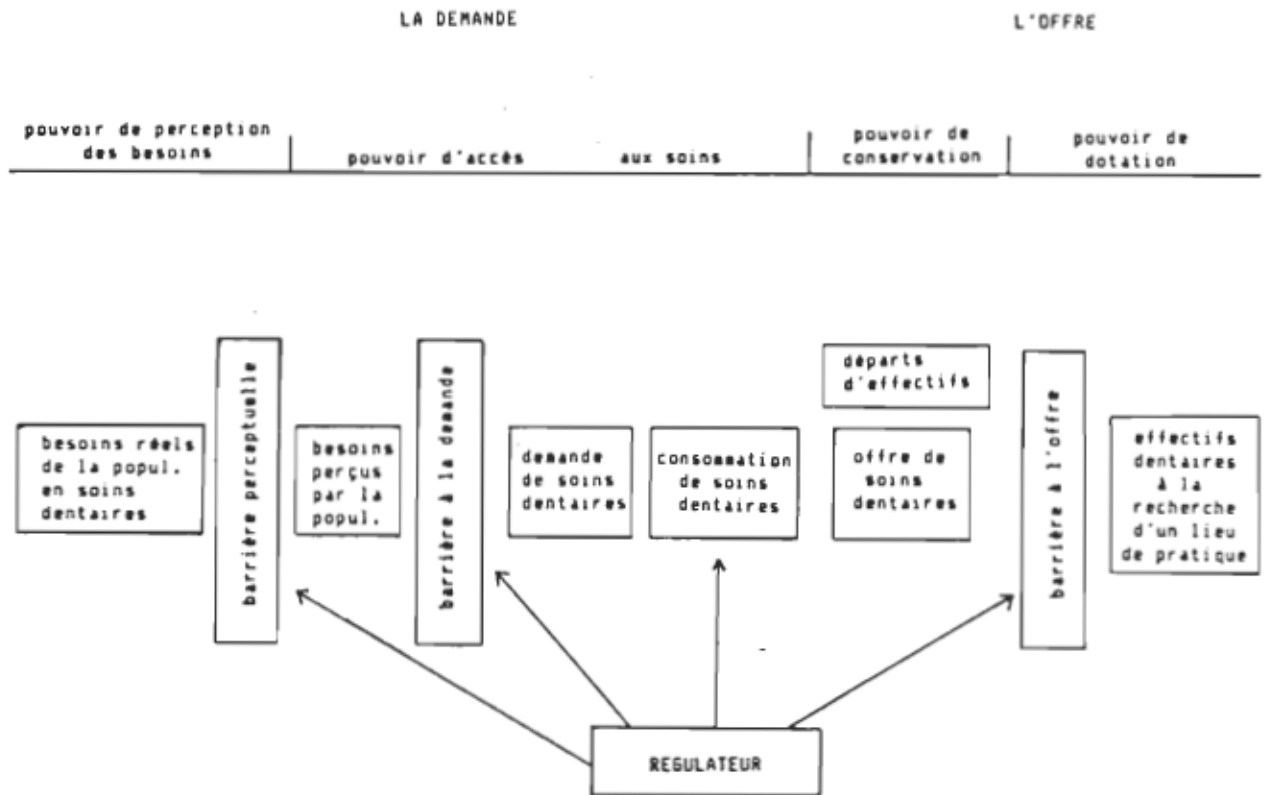 LA DEMANDE
L'OFFRE
pouvoir de perception
des besoins
pouvoir d'accès aux soins
pouvoir de
conservation
pouvoir de
dotation
besoins réels
de la popul.
en soins
dentaires
barrière perceptuelle
besoins
perçus
par la
popul.
barrière à la demande
demande
de soins
dentaires
consommation
de soins
dentaires
départs
d'effectifs
offre de
soins
dentaires
barrière à l'offre
effectifs
dentaires
à la
recherche
d'un lieu
de pratique
REGULATEUR